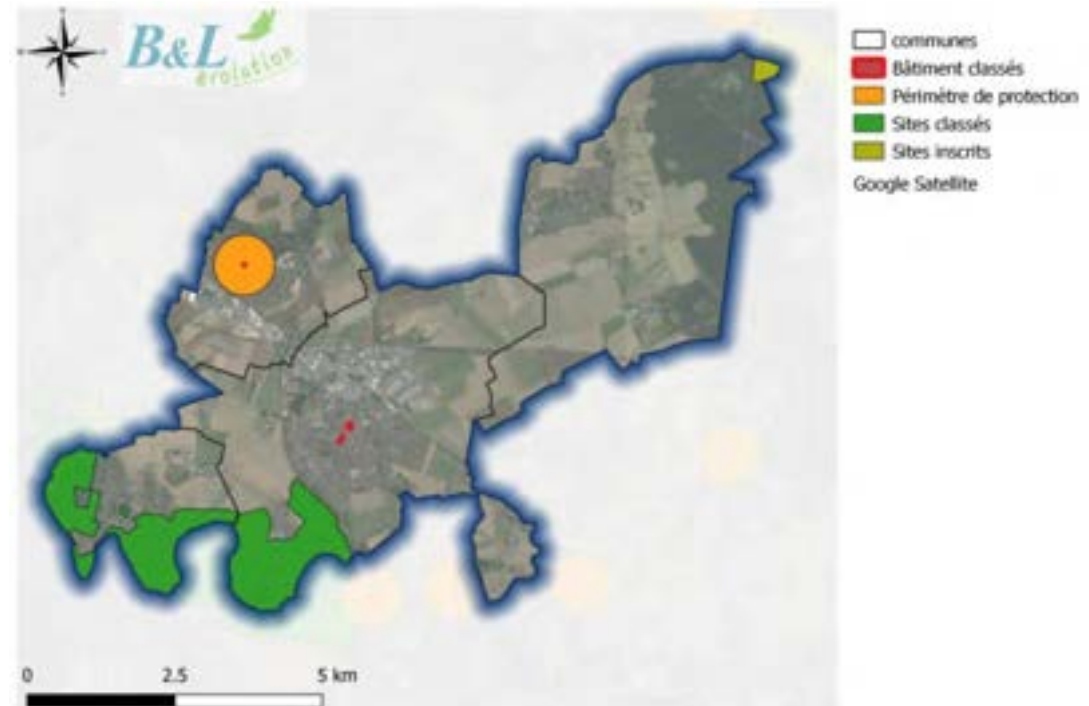 B&L
évolution
communes
Bâtiment classés
Périmètre de protection
Sites classés
Sites inscrits
Google Satellite
0 2.5 5 km